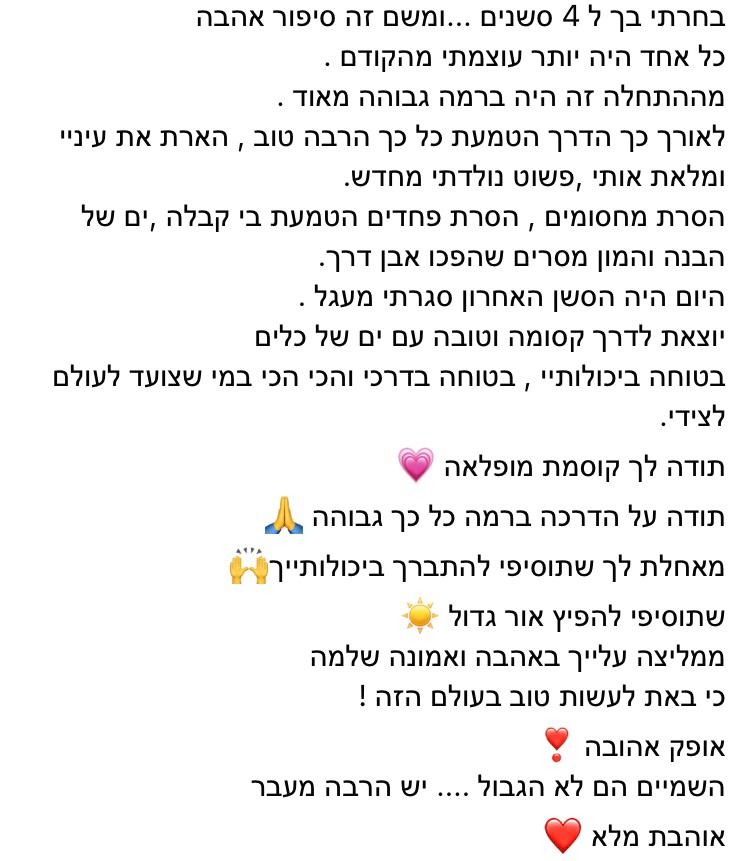 בחרתי בך ל 4 סשנים ...ומשם זה סיפור אהבה
כל אחד היה יותר עוצמתי מהקודם .
מההתחלה זה היה ברמה גבוהה מאוד .
לאורך כך הדרך הטמעת כל כך הרבה טוב , הארת את עיניי
ומלאת אותי ,פשוט נולדתי מחדש.
הסרת מחסומים , הסרת פחדים הטמעת בי קבלה ,ים של
הבנה והמון מסרים שהפכו אבן דרך.
היום היה הסשן האחרון סגרתי מעגל .
יוצאת לדרך קסומה וטובה עם ים של כלים
בטוחה ביכולותיי , בטוחה בדרכי והכי הכי במי שצועד לעולם
לצידי.
תודה לך קוסמת מופלאה 💗
תודה על הדרכה ברמה כל כך גבוהה 🙏
מאחלת לך שתוסיפי להתברך ביכולותייך🙌
שתוסיפי להפיץ אור גדול ☀️
ממליצה עלייך באהבה ואמונה שלמה
כי באת לעשות טוב בעולם הזה !
אופק אהובה ❣️
השמיים הם לא הגבול .... יש הרבה מעבר
אוהבת מלא ❤️